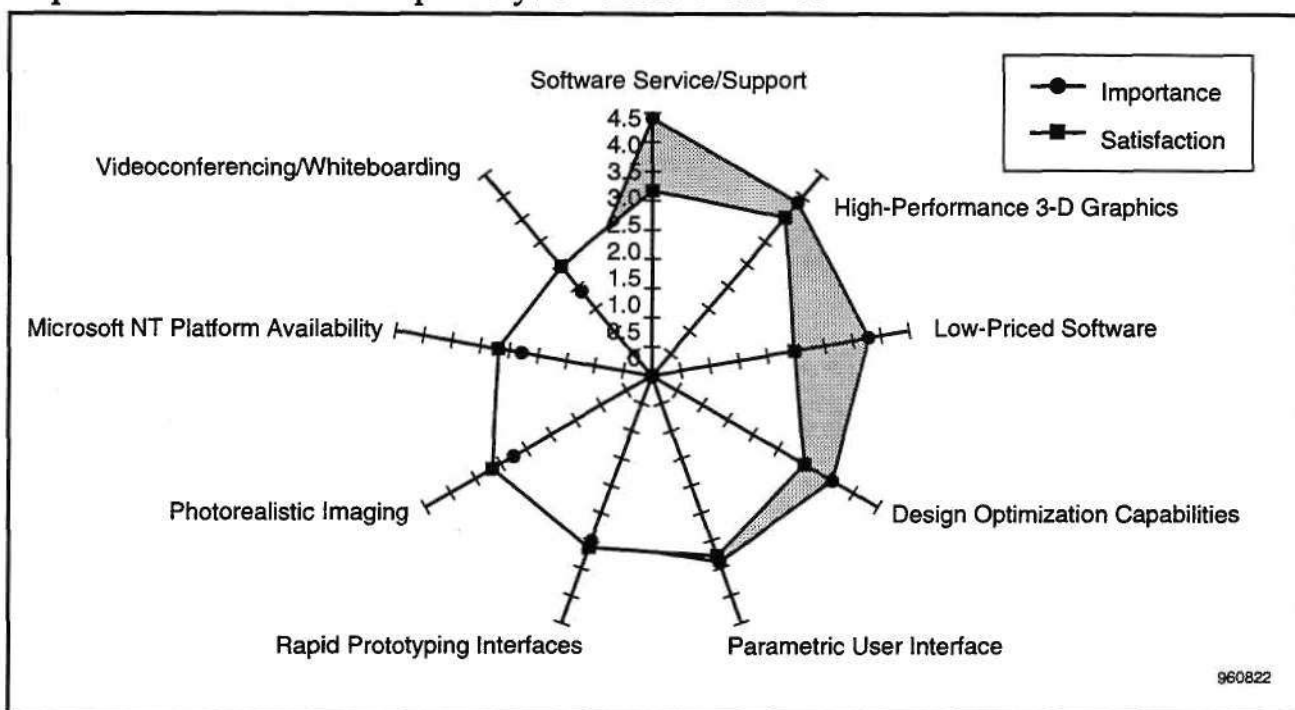 Software Service/Support
Importance
Satisfaction
4.5
4.0
3.5
3.0
2.5
2.0
1.5
1.0
0.5
0
Videoconferencing/Whiteboarding
High-Performance 3-D Graphics
Microsoft NT Platform Availability
Low-Priced Software
Photorealistic Imaging
Design Optimization Capabilities
Rapid Prototyping Interfaces
Parametric User Interface
960822